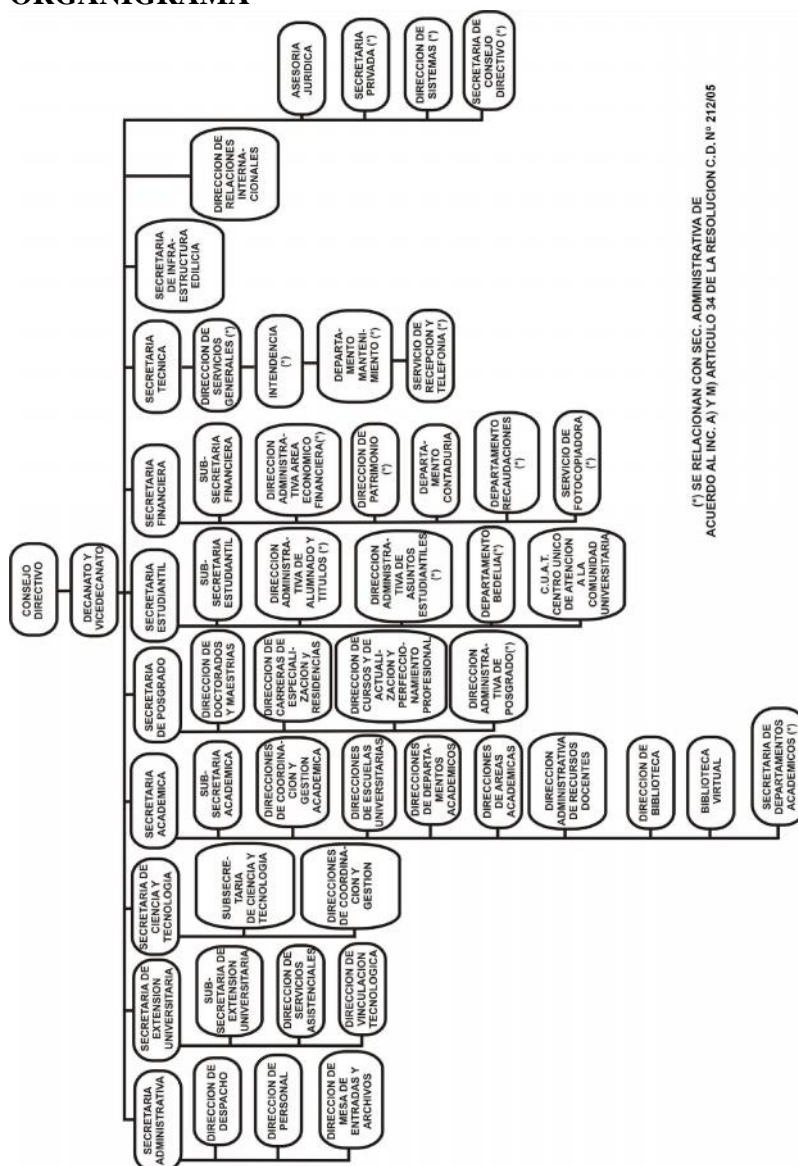 ORGANIGRAMA
CONSEJO
DIRECTIVO
DECANATO Y
VICEDECANATO
SECRETARIA
ADMINISTRATIVA
DIRECCION DE
DESPACHO
DIRECCION DE
PERSONAL
DIRECCION DE
MESA DE
ENTRADAS Y
ARCHIVOS
SECRETARIA DE
EXTENSION
UNIVERSITARIA
SUB-
SECRETARIA DE
EXTENSION
UNIVERSITARIA
DIRECCION DE
SERVICIOS
ASISTENCIALES
DIRECCION DE
VINCULACION
TECNOLOGICA
SECRETARIA DE
CIENCIA Y
TECNOLOGIA
SUBSECRE-
TARIA
DE CIENCIA Y
TECNOLOGIA
DIRECCIONES
DE COORDINA-
CION Y
GESTION
SECRETARIA
ACADEMICA
SUB-
SECRETARIA
ACADEMICA
DIRECCIONES
DE COORDINA-
CION Y
GESTION
ACADEMICA
DIRECCIONES
DE ESCUELAS
UNIVERSITARIAS
DIRECCIONES
DE DEPARTA-
MENTOS
ACADEMICOS
DIRECCIONES
DE AREAS
ACADEMICAS
DIRECCION
ADMINISTRATIVA
DE RECURSOS
DOCENTES
DIRECCION DE
BIBLIOTECA
BIBLIOTECA
VIRTUAL
SECRETARIA DE
DEPARTAMENTOS
ACADEMICOS (*)
SECRETARIA
DE POSGRADO
DIRECCION DE
DOCTORADOS
Y MAESTRIAS
DIRECCION DE
CARRERAS DE
ESPECIALI-
ZACION y
RESIDENCIAS
DIRECCION DE
CURSOS Y DE
ACTUALI-
ZACION Y
PERFECCIO-
NAMIENTO
PROFESIONAL
DIRECCION
ADMINISTRA-
TIVA DE
POSGRADO(*)
SECRETARIA
ESTUDIANTIL
SUB-
SECRETARIA
ESTUDIANTIL
DIRECCION
ADMINISTRA-
TIVA DE
ALUMNADO Y
TITULOS (*)
DIRECCION
ADMINISTRA-
TIVA DE
ASUNTOS
ESTUDIANTILES
(*)
DEPARTAMENTO
BEDELIA(*)
C.U.A.T.
CENTRO UNICO
DE ATENCION
A LA
COMUNIDAD
UNIVERSITARIA
SECRETARIA
FINANCIERA
SUB-
SECRETARIA
FINANCIERA
DIRECCION
ADMINISTRA-
TIVA AREA
ECONOMICO
FINANCIERA(*)
DIRECCION DE
PATRIMONIO
(*)
DEPARTA-
MENTO
CONTADURIA
DEPARTAMENTO
RECAUDACIONES
(*)
SERVICIO DE
FOTOCOPIADORA
(*)
SECRETARIA
TECNICA
DIRECCION DE
SERVICIOS
GENERALES (*)
INTENDENCIA
(*)
DEPARTA-
MENTO
MANTENI-
MIENTO (*)
SERVICIO DE
RECEPCION Y
TELEFONIA (*)
SECRETARIA
DE INFRA-
ESTRUCTURA
EDILICIA
DIRECCION DE
RELACIONES
INTERNA-
CIONALES
ASESORIA
JURIDICA
SECRETARIA
PRIVADA (*)
DIRECCION DE
SISTEMAS (*)
SECRETARIA DE
CONSEJO
DIRECTIVO (*)
(*) SE RELACIONAN CON SEC. ADMINISTRATIVA DE
ACUERDO AL INC. A) Y M) ARTICULO 34 DE LA RESOLUCION C.D. Nº 212/05